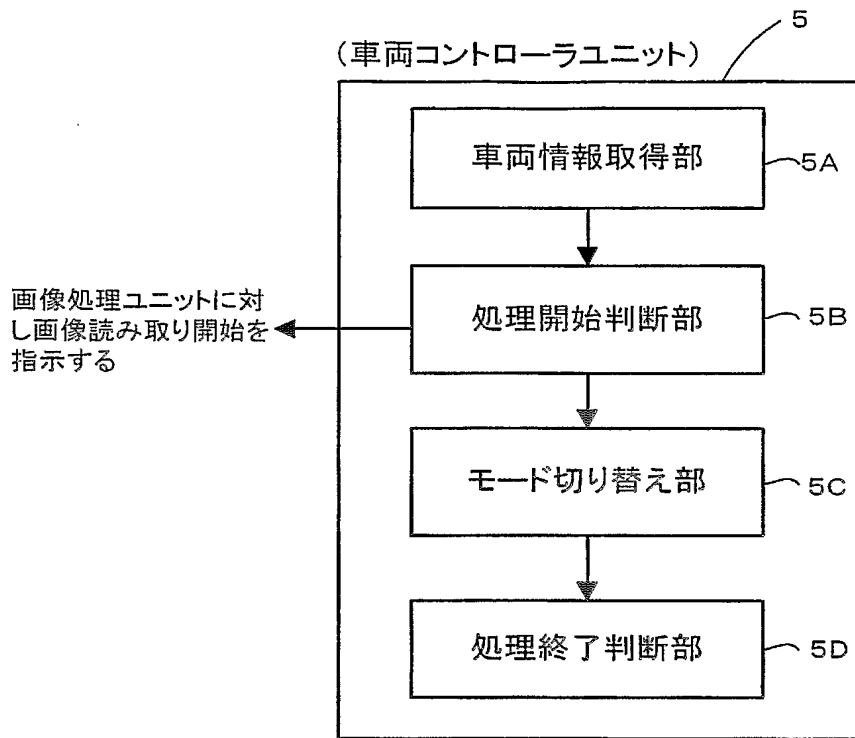 5
(車両コントローラユニット)
車両情報取得部
5A
画像処理ユニットに対
し画像読み取り開始を
指示する
処理開始判断部
5B
モード切り替え部
5C
処理終了判断部
5D